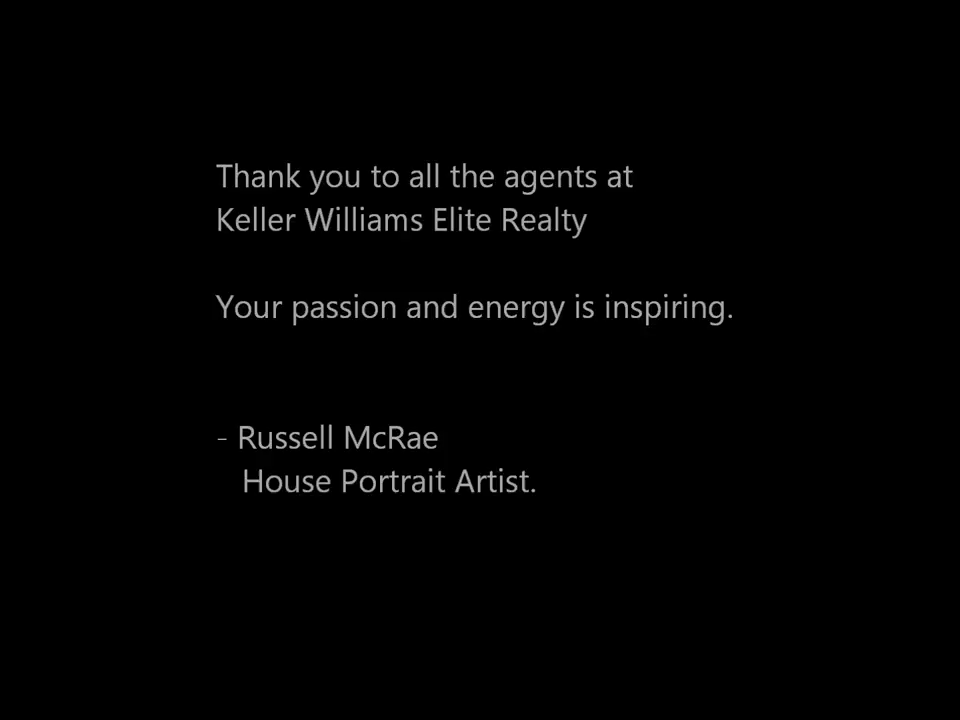 Thank you to all the agents at
Keller Williams Elite Realty
Your passion and energy is inspiring.
- Russell McRae
House Portrait Artist.